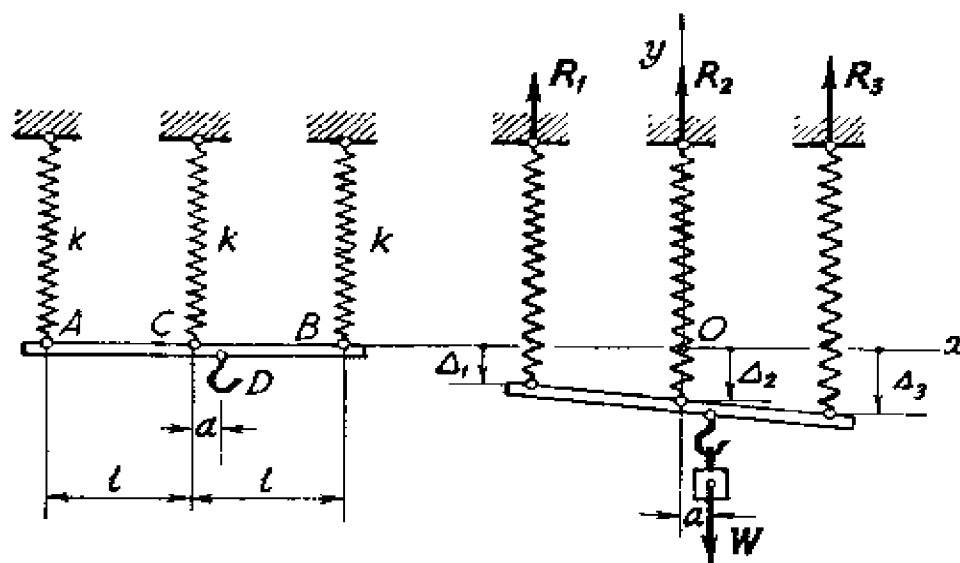 y
R₁ R₂ R₃
k k k
A C B O x
D Δ₁ Δ₂ Δ₃
a
l l a
W